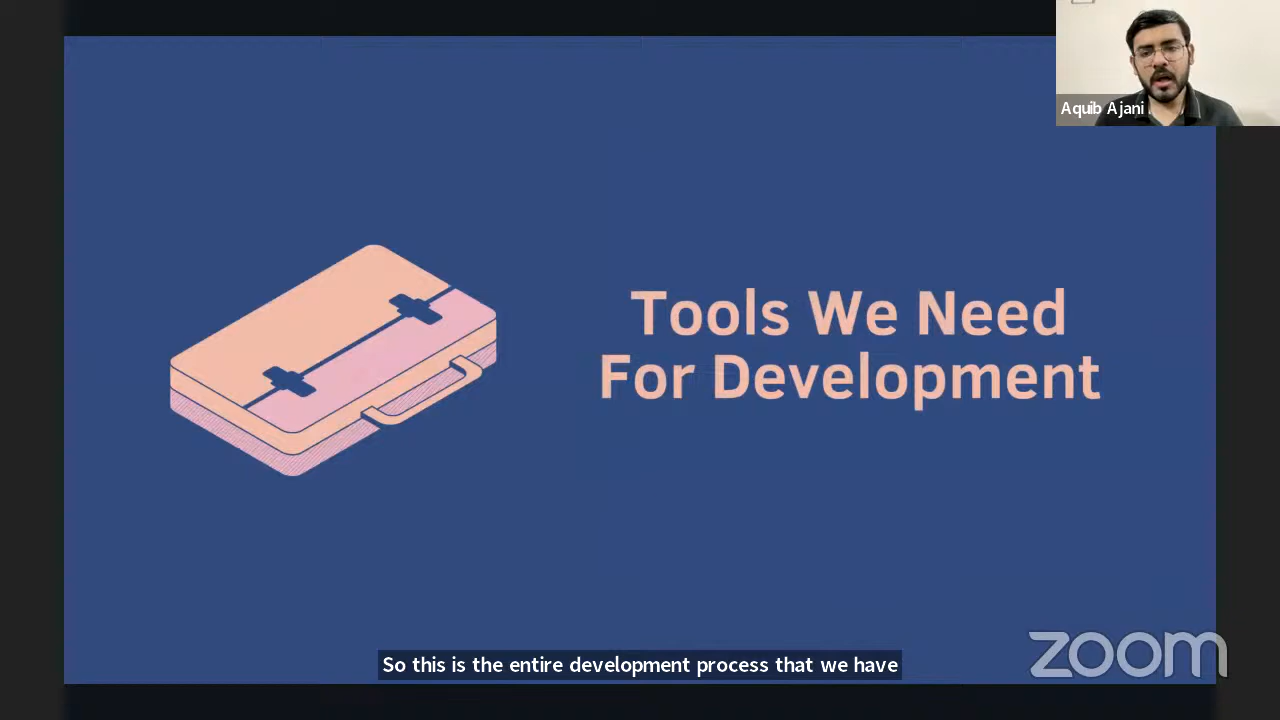 Aquib Ajani
Tools We Need
For Development
So this is the entire development process that we have
zoom